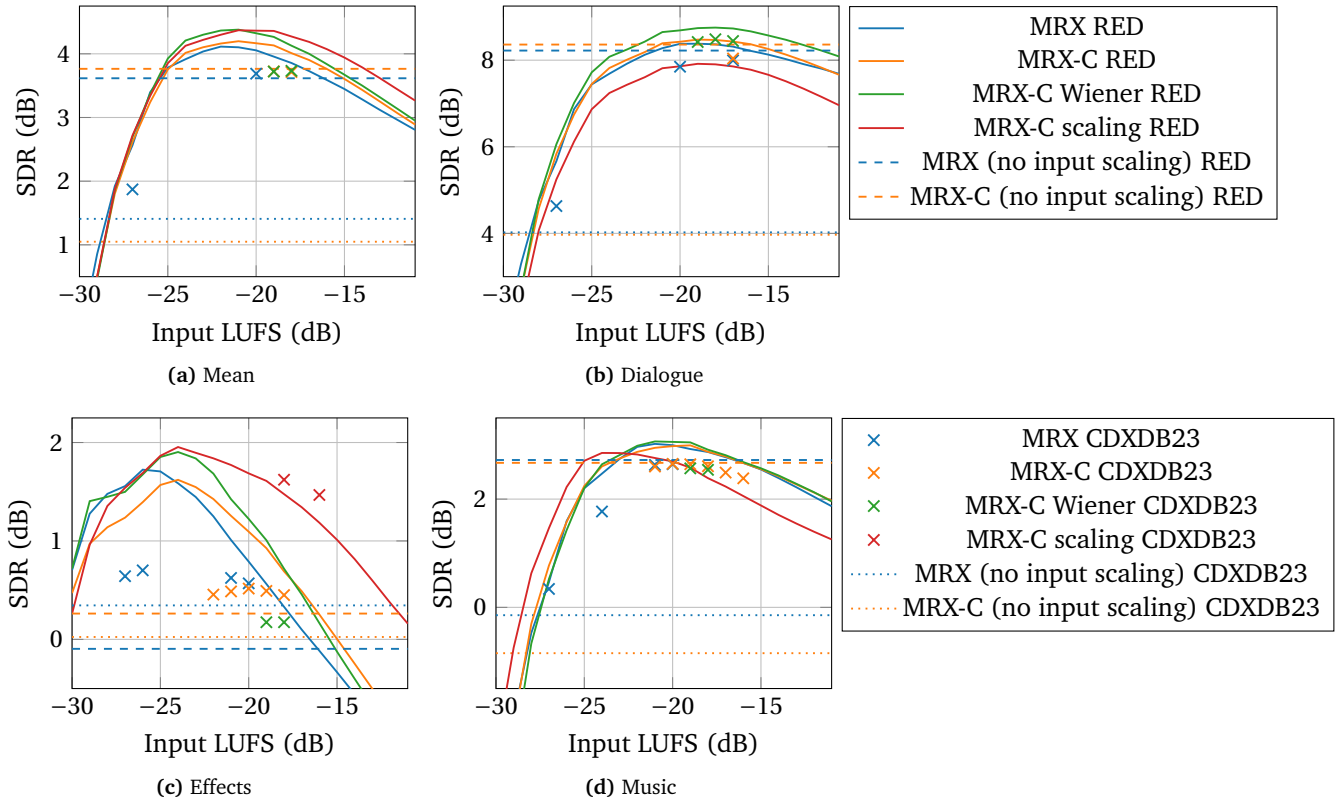 4
3
2
1
SDR (dB)
−30 −25 −20 −15
Input LUFS (dB)
(a) Mean
8
6
4
SDR (dB)
−30 −25 −20 −15
Input LUFS (dB)
(b) Dialogue
MRX RED
MRX-C RED
MRX-C Wiener RED
MRX-C scaling RED
MRX (no input scaling) RED
MRX-C (no input scaling) RED
2
1
0
SDR (dB)
−30 −25 −20 −15
Input LUFS (dB)
(c) Effects
2
0
SDR (dB)
−30 −25 −20 −15
Input LUFS (dB)
(d) Music
MRX CDXDB23
MRX-C CDXDB23
MRX-C Wiener CDXDB23
MRX-C scaling CDXDB23
MRX (no input scaling) CDXDB23
MRX-C (no input scaling) CDXDB23